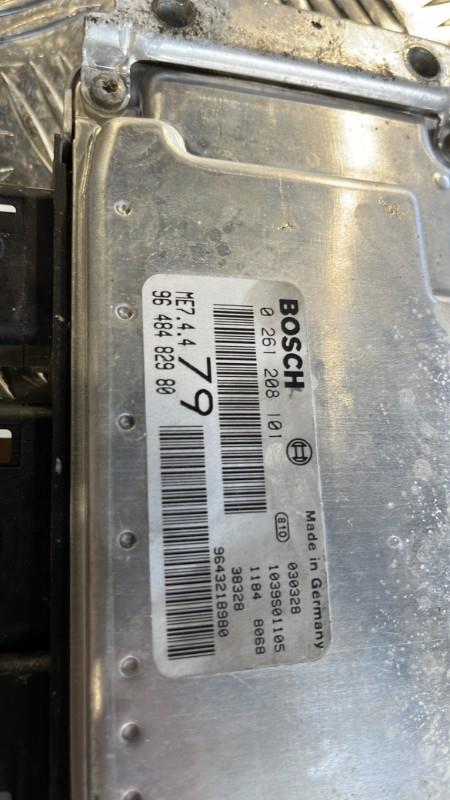 BOSCH
0 261 208 101
ME7.4.4
96 484 829 80
79
810
Made in Germany
030328
1039S01105
1184 8068
38328
9643218980